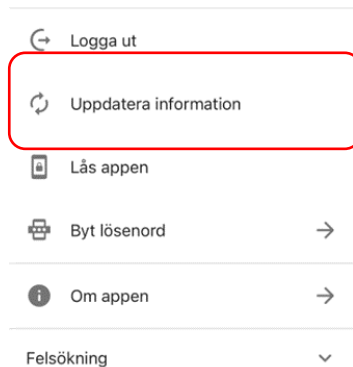 Logga ut
Uppdatera information
Lås appen
Byt lösenord
Om appen
Felsökning